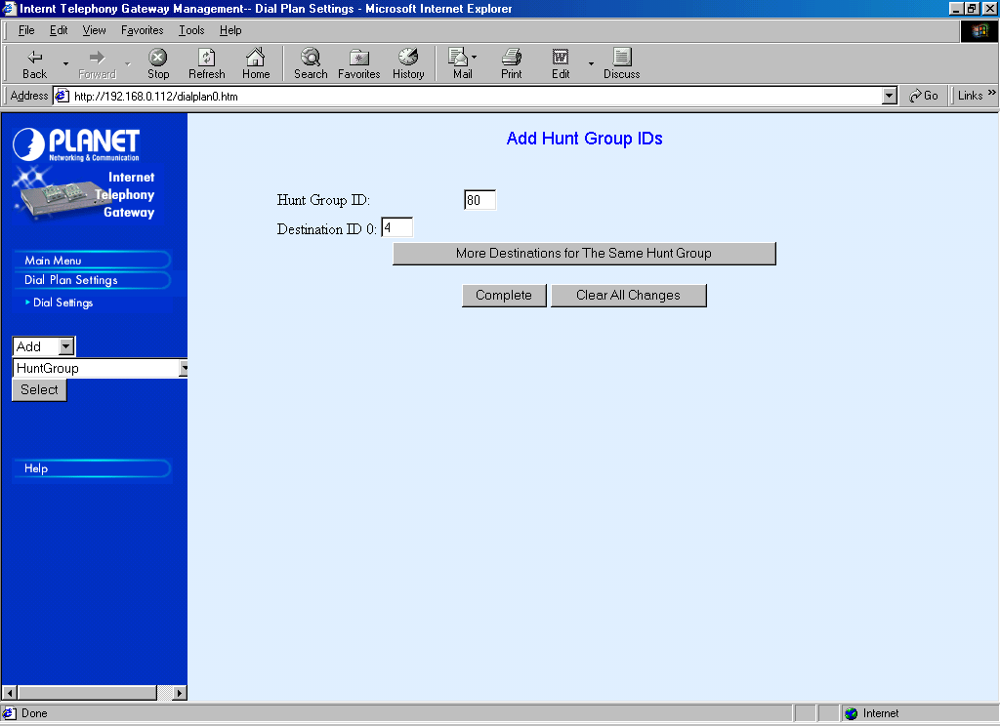 Internt Telephony Gateway Management-- Dial Plan Settings - Microsoft Internet Explorer
File Edit View Favorites Tools Help
Back Forward Stop Refresh Home Search Favorites History Mail Print Edit Discuss
Address http://192.168.0.112/dialplan0.htm Go Links »
PLANET
Networking & Communication
Internet
Telephony
Gateway
Main Menu
Dial Plan Settings
Dial Settings
Add
HuntGroup
Select
Help
Add Hunt Group IDs
Hunt Group ID: 80
Destination ID 0: 4
More Destinations for The Same Hunt Group
Complete Clear All Changes
Done Internet